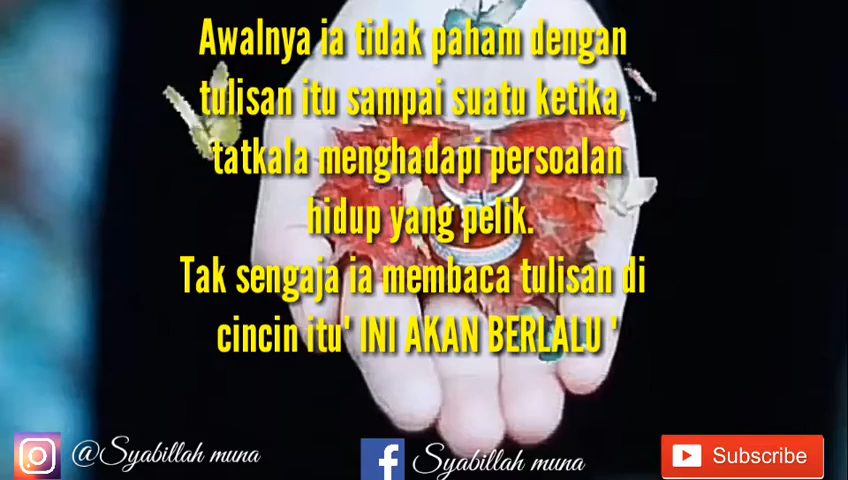 Awalnya ia tidak paham dengan
tulisan itu sampai suatu ketika,
tatkala menghadapi persoalan
hidup yang pelik.
Tak sengaja ia membaca tulisan di
cincin itu' INI AKAN BERLALU '
@Syabillah muna
Syabillah muna
Subscribe